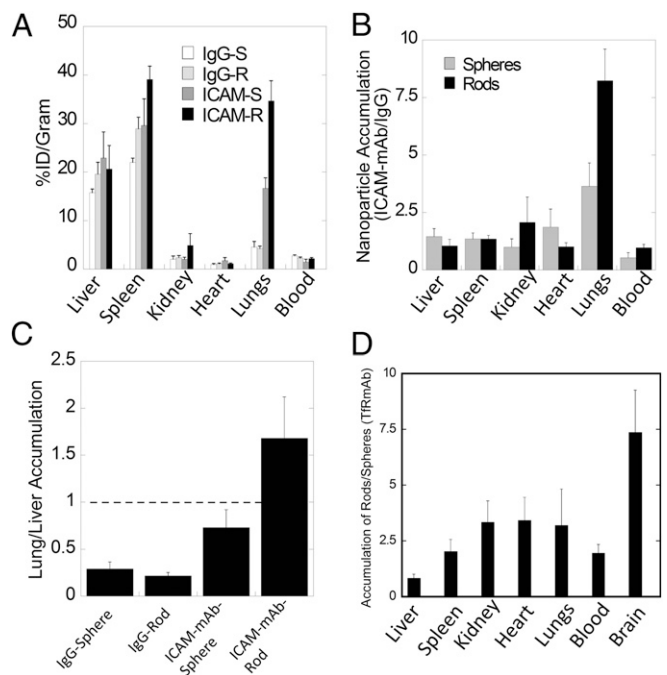 A
50
40
30
20
10
0
%ID/Gram
IgG-S
IgG-R
ICAM-S
ICAM-R
Liver
Spleen
Kidney
Heart
Lungs
Blood
B
10
7.5
5
2.5
0
Nanoparticle Accumulation
(ICAM-mAb/IgG)
Spheres
Rods
Liver
Spleen
Kidney
Heart
Lungs
Blood
C
2.5
2
1.5
1
0.5
0
Lung/Liver Accumulation
IgG-Sphere
IgG-Rod
ICAM-mAb-
Sphere
ICAM-mAb-
Rod
D
10
7.5
5
2.5
0
Accumulation of Rods/Spheres (TfRmAb)
Liver
Spleen
Kidney
Heart
Lungs
Blood
Brain